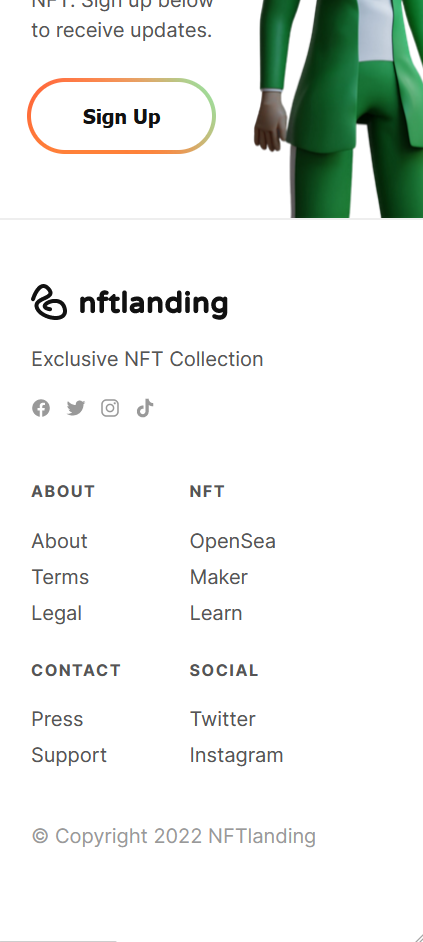 NFT. Sign up below
to receive updates.
Sign Up
nftlanding
Exclusive NFT Collection
ABOUT
About
Terms
Legal
NFT
OpenSea
Maker
Learn
CONTACT
Press
Support
SOCIAL
Twitter
Instagram
© Copyright 2022 NFTlanding